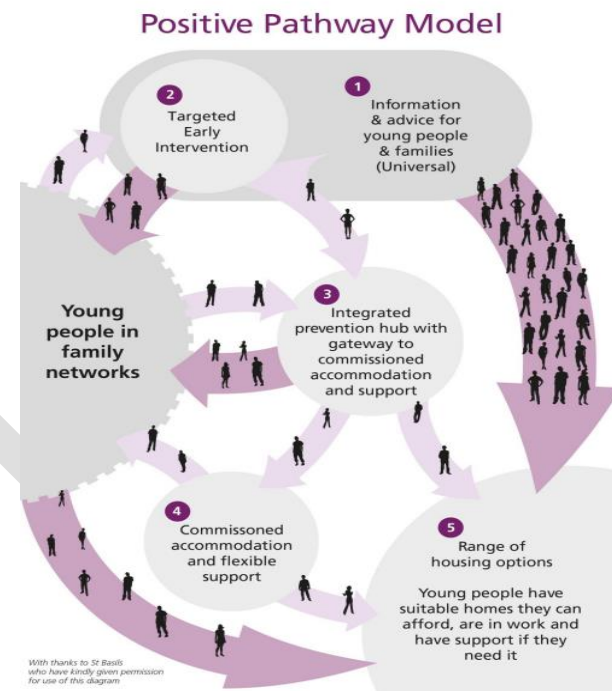 Positive Pathway Model
1
Information
& advice for
young people
& families
(Universal)
2
Targeted
Early
Intervention
Young
people in
family
networks
3
Integrated
prevention hub with
gateway to
commissioned
accommodation
and support
4
Commissoned
accommodation
and flexible
support
5
Range of
housing options
Young people have
suitable homes they can
afford, are in work and
have support if they
need it
With thanks to St Basils
who have kindly given permission
for use of this diagram